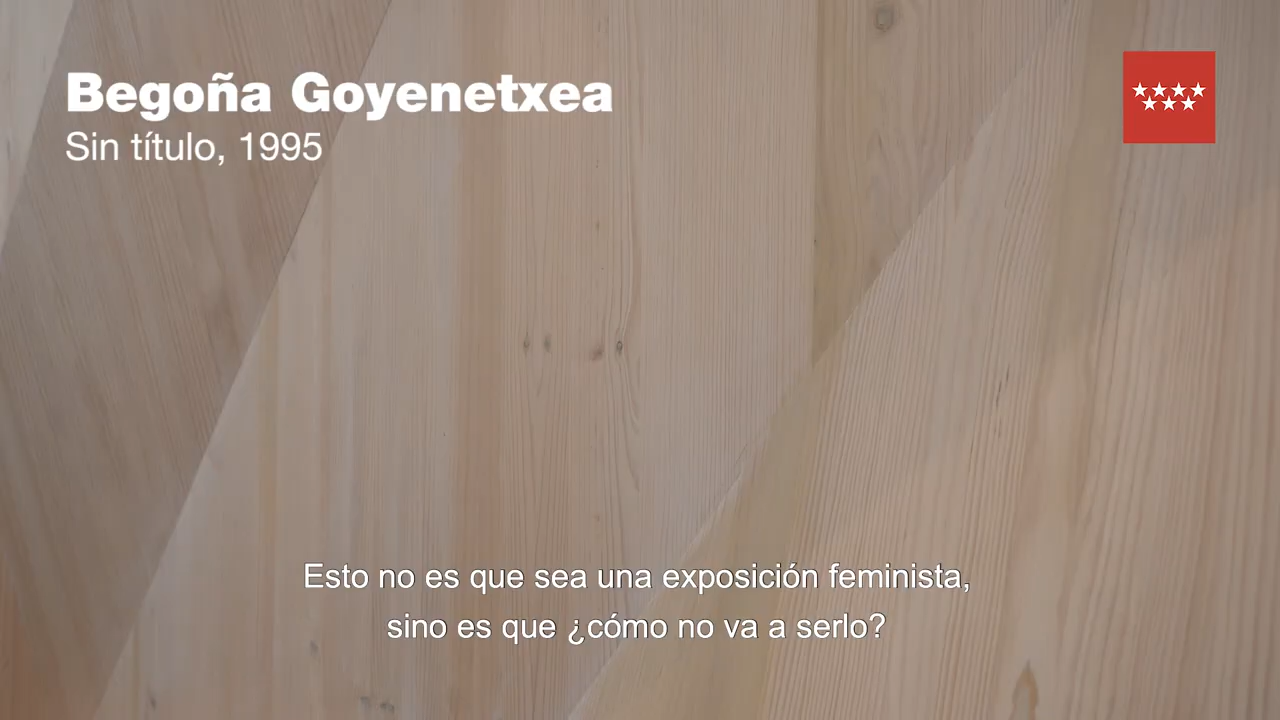 Begoña Goyenetxea
Sin título, 1995
Esto no es que sea una exposición feminista,
sino es que ¿cómo no va a serlo?